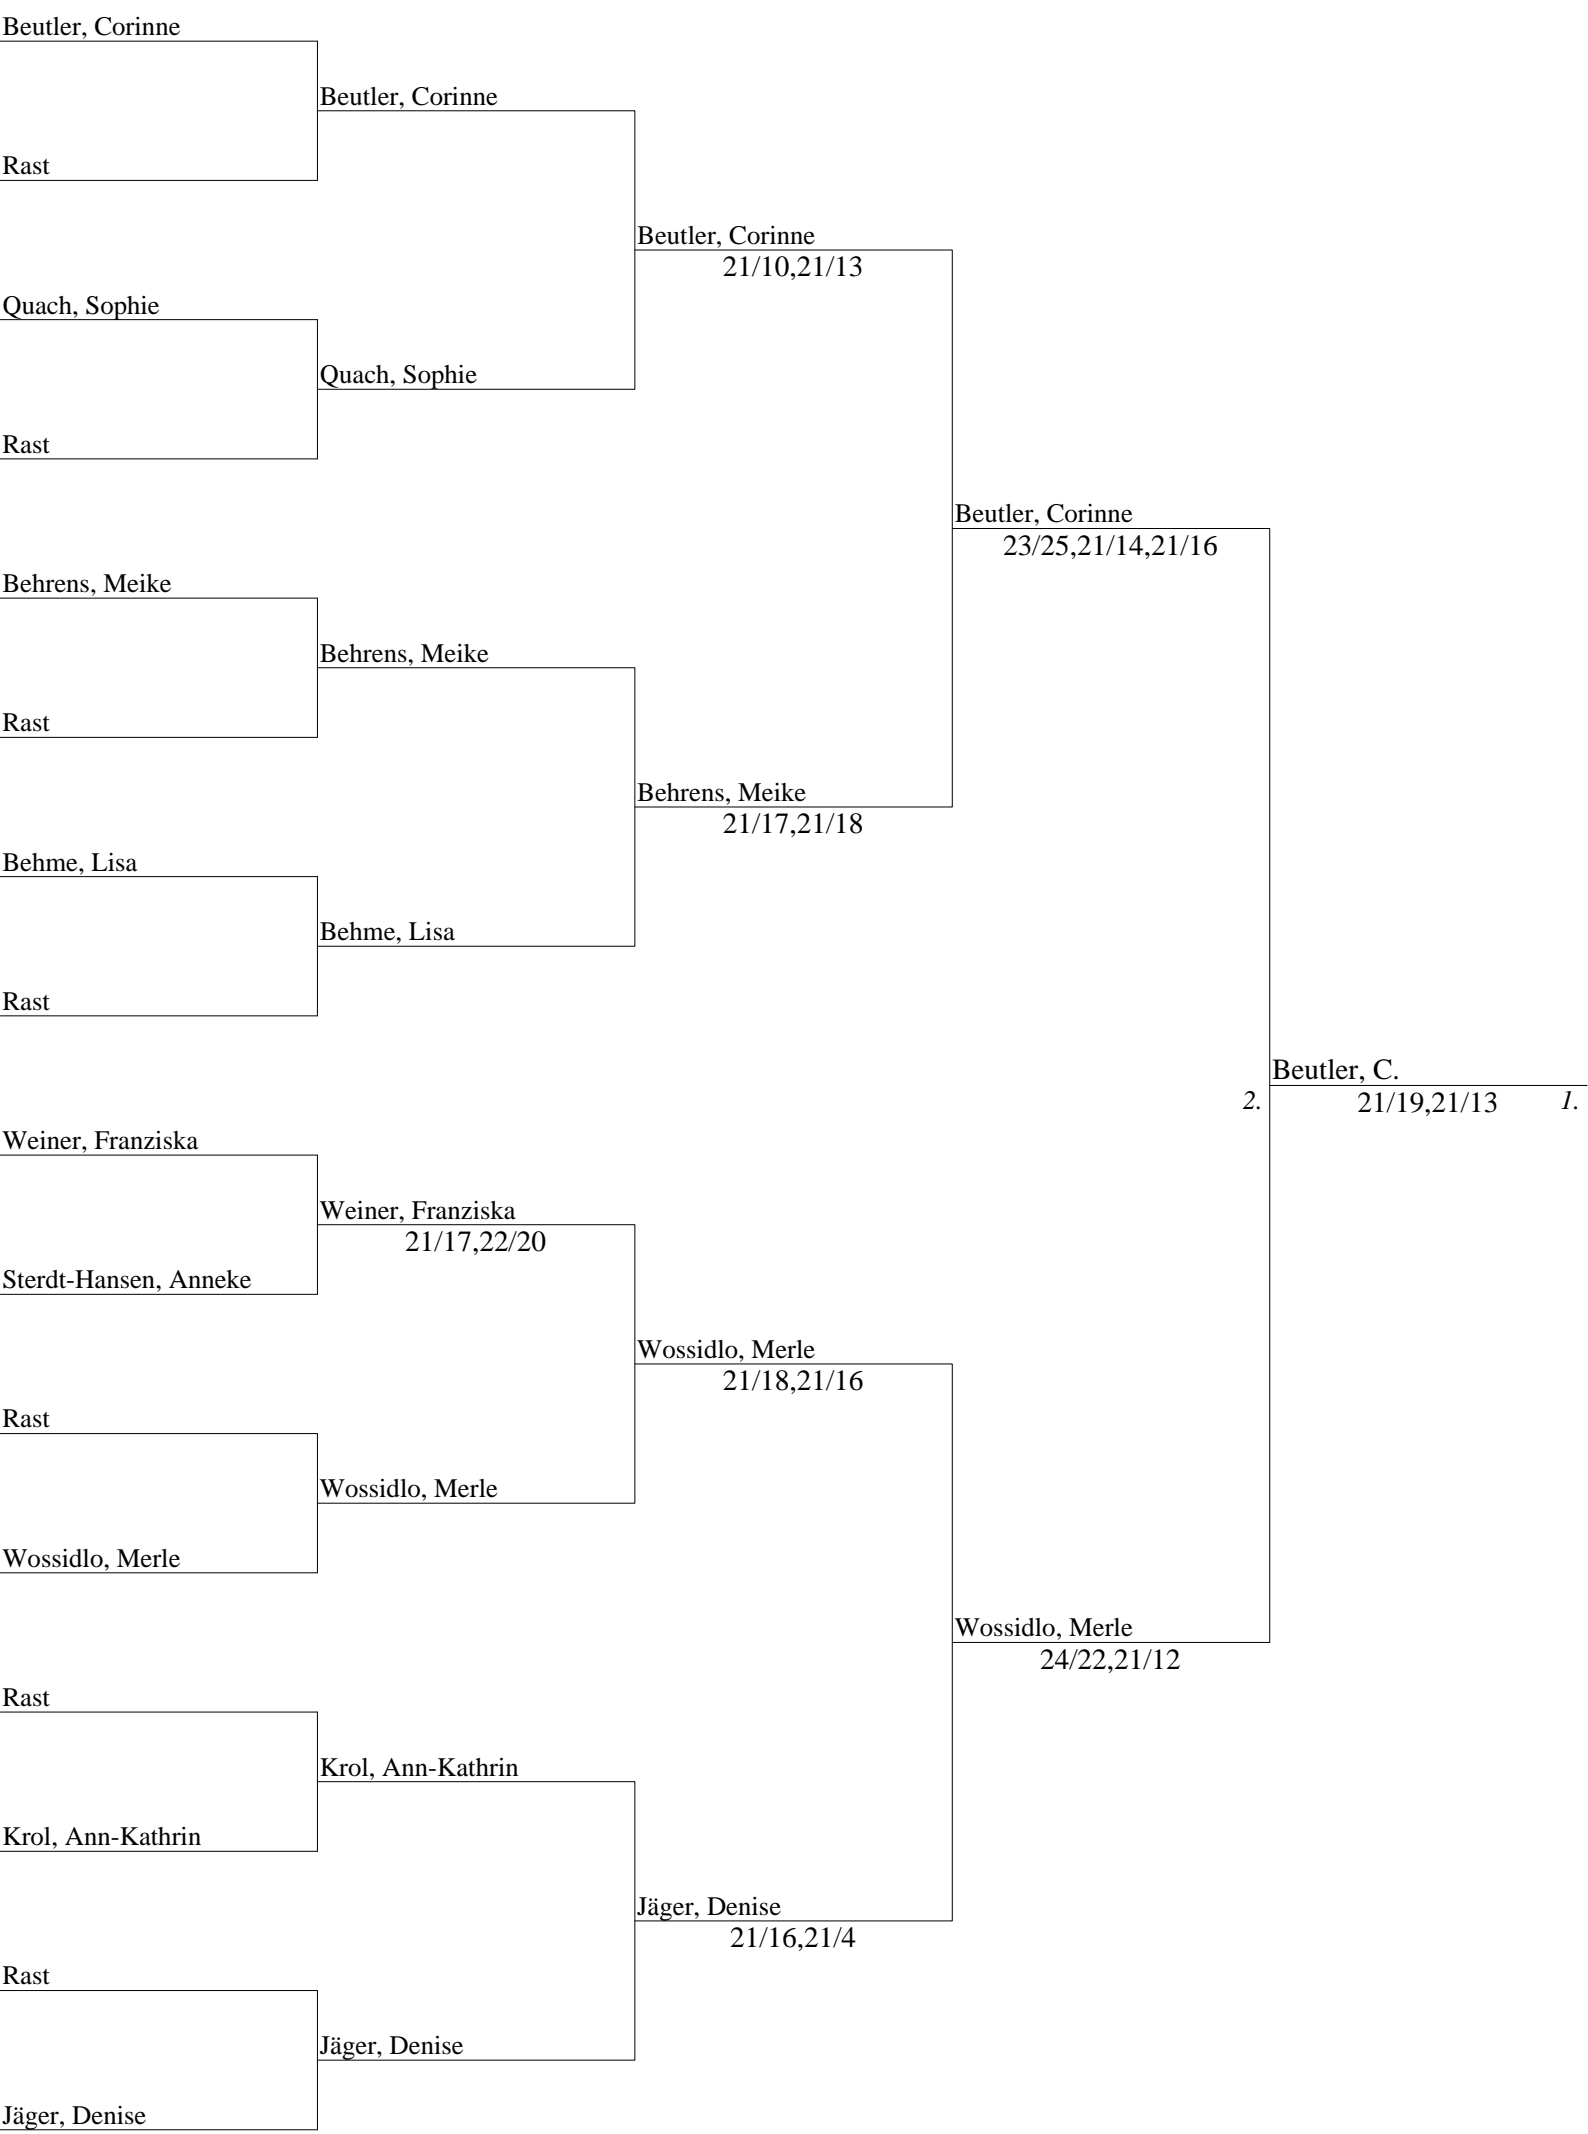 Beutler, Corinne
Beutler, Corinne
Rast
Beutler, Corinne
21/10,21/13
Quach, Sophie
Quach, Sophie
Rast
Beutler, Corinne
23/25,21/14,21/16
Behrens, Meike
Behrens, Meike
Rast
Behrens, Meike
21/17,21/18
Behme, Lisa
Behme, Lisa
Rast
Beutler, C.
2. 21/19,21/13 1.
Weiner, Franziska
Weiner, Franziska
21/17,22/20
Sterdt-Hansen, Anneke
Wossidlo, Merle
21/18,21/16
Rast
Wossidlo, Merle
Wossidlo, Merle
Wossidlo, Merle
24/22,21/12
Rast
Krol, Ann-Kathrin
Krol, Ann-Kathrin
Jäger, Denise
21/16,21/4
Rast
Jäger, Denise
Jäger, Denise